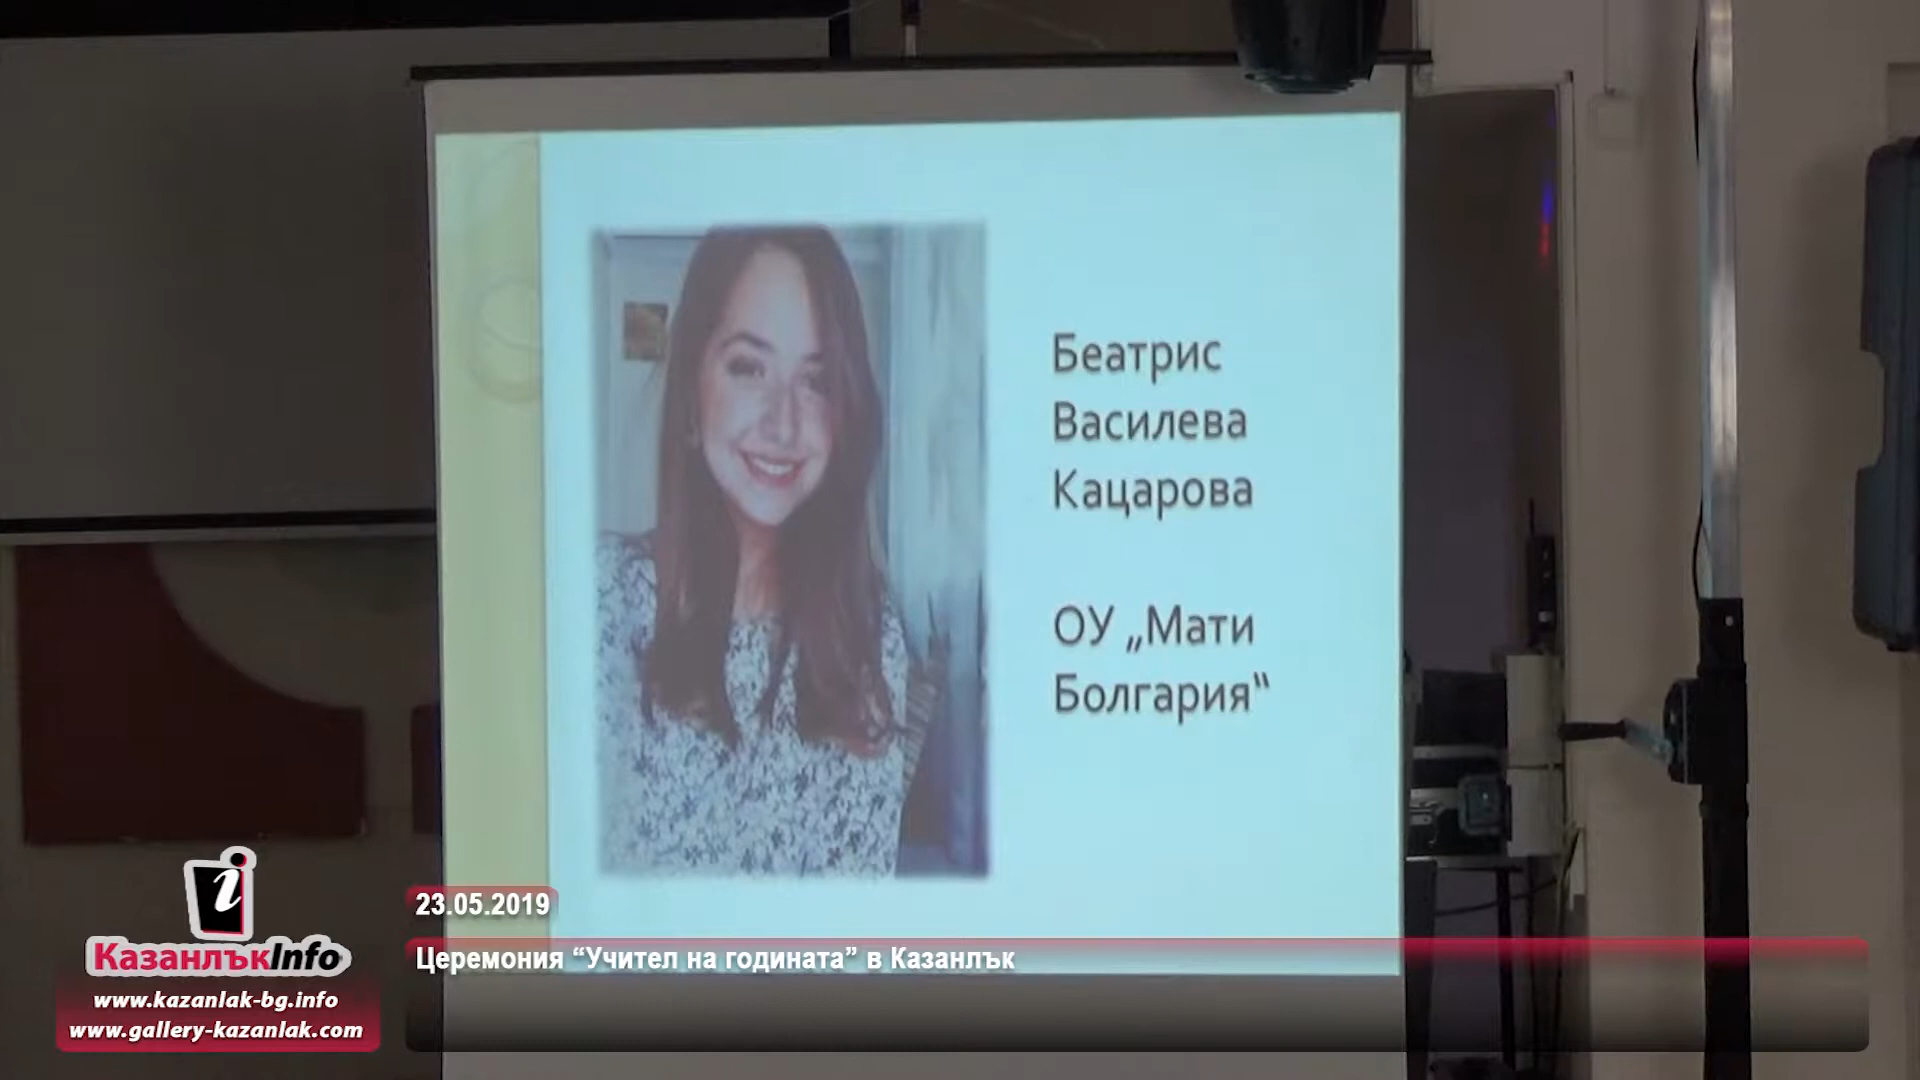 Беатрис
Василева
Кацарова
ОУ „Мати
Болгария“
23.05.2019
Церемония “Учител на годината” в Казанлък
i
КазанлъкInfo
www.kazanlak-bg.info
www.gallery-kazanlak.com